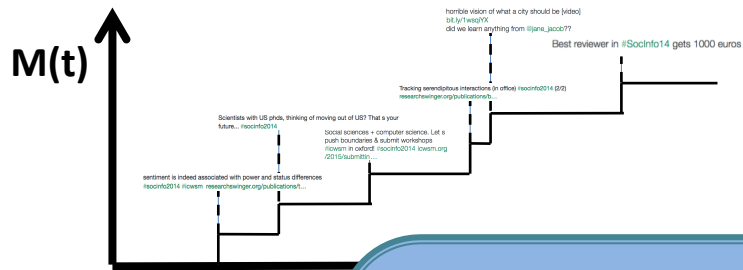 horrible vision of what a city should be [video]
bit.ly/1wsqjYX
did we learn anything from @jane_jacob??
Best reviewer in #SocInfo14 gets 1000 euros
M(t)
Tracking serendipitous interactions (in office) #socinfo2014 (2/2)
researchswinger.org/publications/b...
Scientists with US phds, thinking of moving out of US? That s your
future... #socinfo2014
Social sciences + computer science. Let s
push boundaries & submit workshops
#icwsm in oxford! #socinfo2014 icwsm.org
/2015/submittin...
sentiment is indeed associated with power and status differences
#socinfo2014 #icwsm researchswinger.org/publications/t...